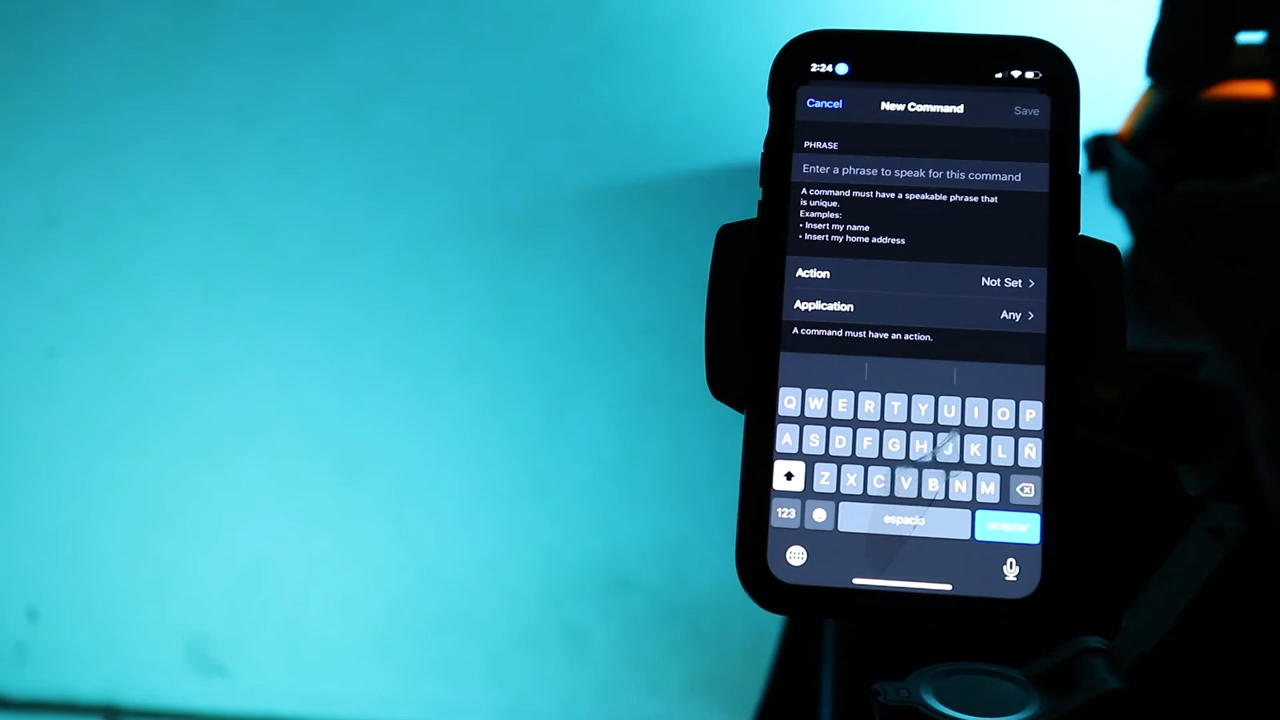 2:24
Cancel New Command Save
PHRASE
Enter a phrase to speak for this command
A command must have a speakable phrase that
is unique.
Examples:
• Insert my name
• Insert my home address
Action Not Set >
Application Any >
A command must have an action.
Q W E R T Y U I O P
A S D F G H J K L Ñ
Z X C V B N M
123 espacio aceptar